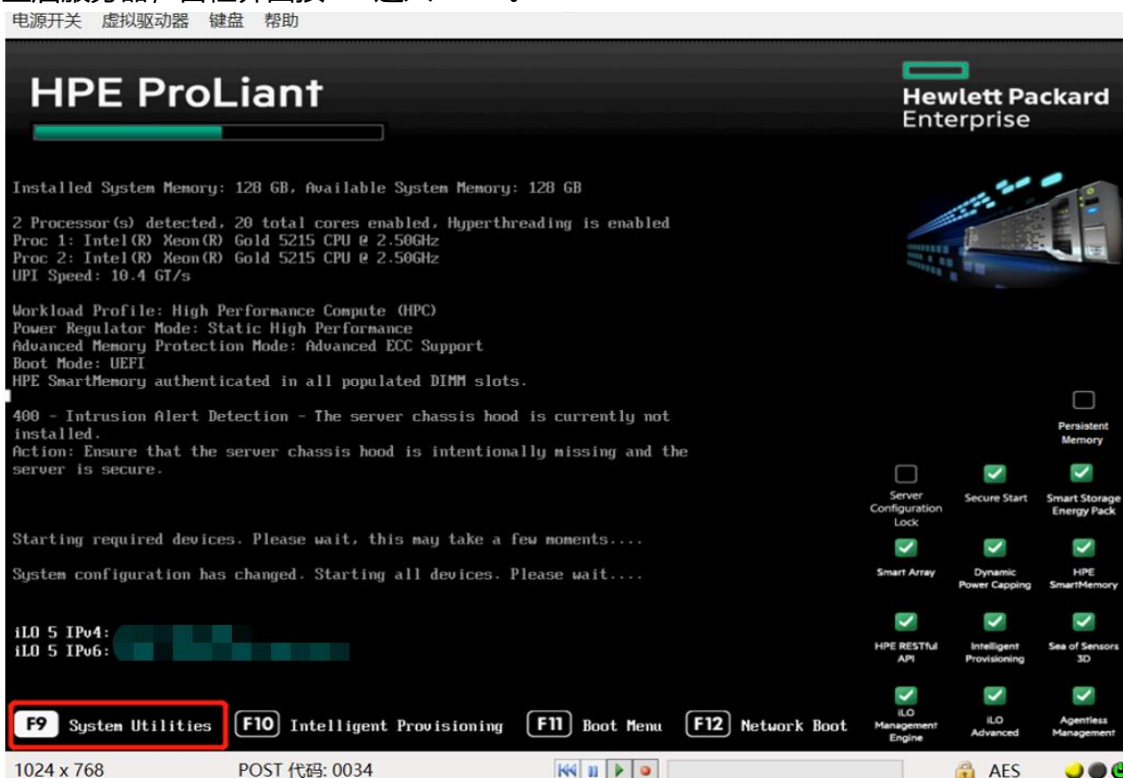 电源开关 虚拟驱动器 键盘 帮助
HPE ProLiant
Hewlett Packard
Enterprise
Installed System Memory: 128 GB, Available System Memory: 128 GB
2 Processor(s) detected, 20 total cores enabled, Hyperthreading is enabled
Proc 1: Intel(R) Xeon(R) Gold 5215 CPU @ 2.50GHz
Proc 2: Intel(R) Xeon(R) Gold 5215 CPU @ 2.50GHz
UPI Speed: 10.4 GT/s
Workload Profile: High Performance Compute (HPC)
Power Regulator Mode: Static High Performance
Advanced Memory Protection Mode: Advanced ECC Support
Boot Mode: UEFI
HPE SmartMemory authenticated in all populated DIMM slots.
400 - Intrusion Alert Detection - The server chassis hood is currently not
installed.
Action: Ensure that the server chassis hood is intentionally missing and the
server is secure.
Starting required devices. Please wait, this may take a few moments....
System configuration has changed. Starting all devices. Please wait....
iLO 5 IPv4:
iLO 5 IPv6:
Persistent
Memory
Server
Configuration
Lock
Secure Start
Smart Storage
Energy Pack
Smart Array
Dynamic
Power Capping
HPE
SmartMemory
HPE RESTful
API
Intelligent
Provisioning
Sea of Sensors
3D
iLO
Management
Engine
iLO
Advanced
Agentless
Management
F9 System Utilities F10 Intelligent Provisioning F11 Boot Menu F12 Network Boot
1024 x 768 POST 代码: 0034 AES